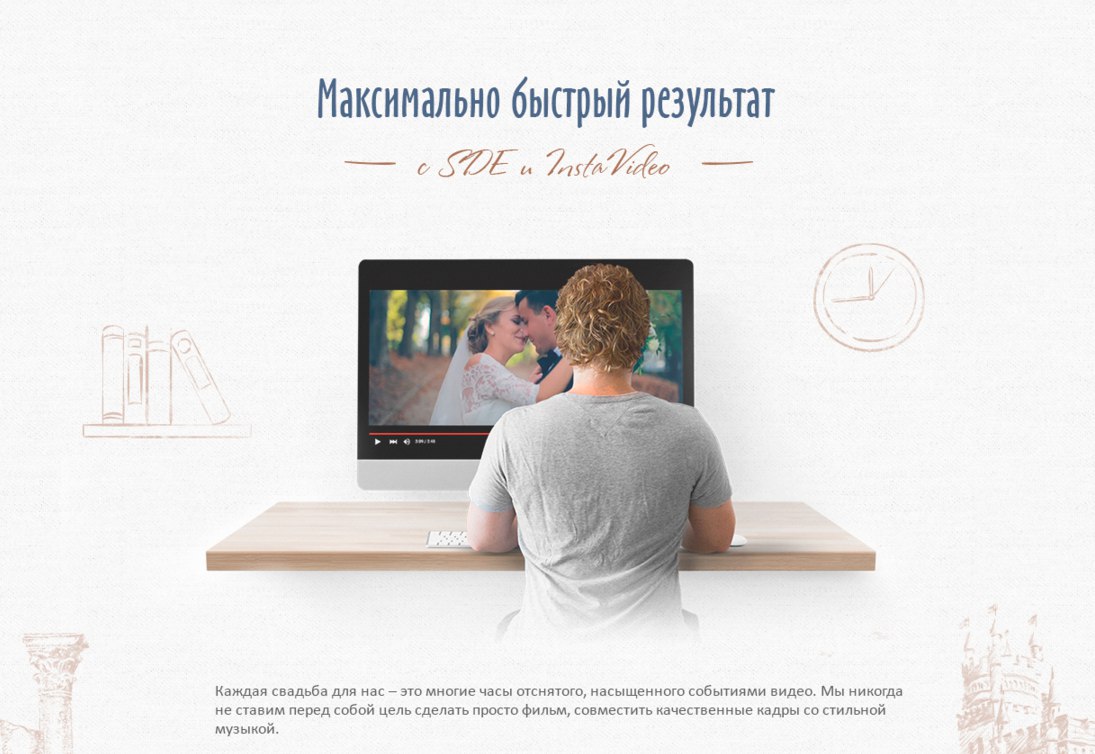 Максимально быстрый результат
с SDE и InstaVideo
Каждая свадьба для нас – это многие часы отснятого, насыщенного событиями видео. Мы никогда
не ставим перед собой цель сделать просто фильм, совместить качественные кадры со стильной
музыкой.